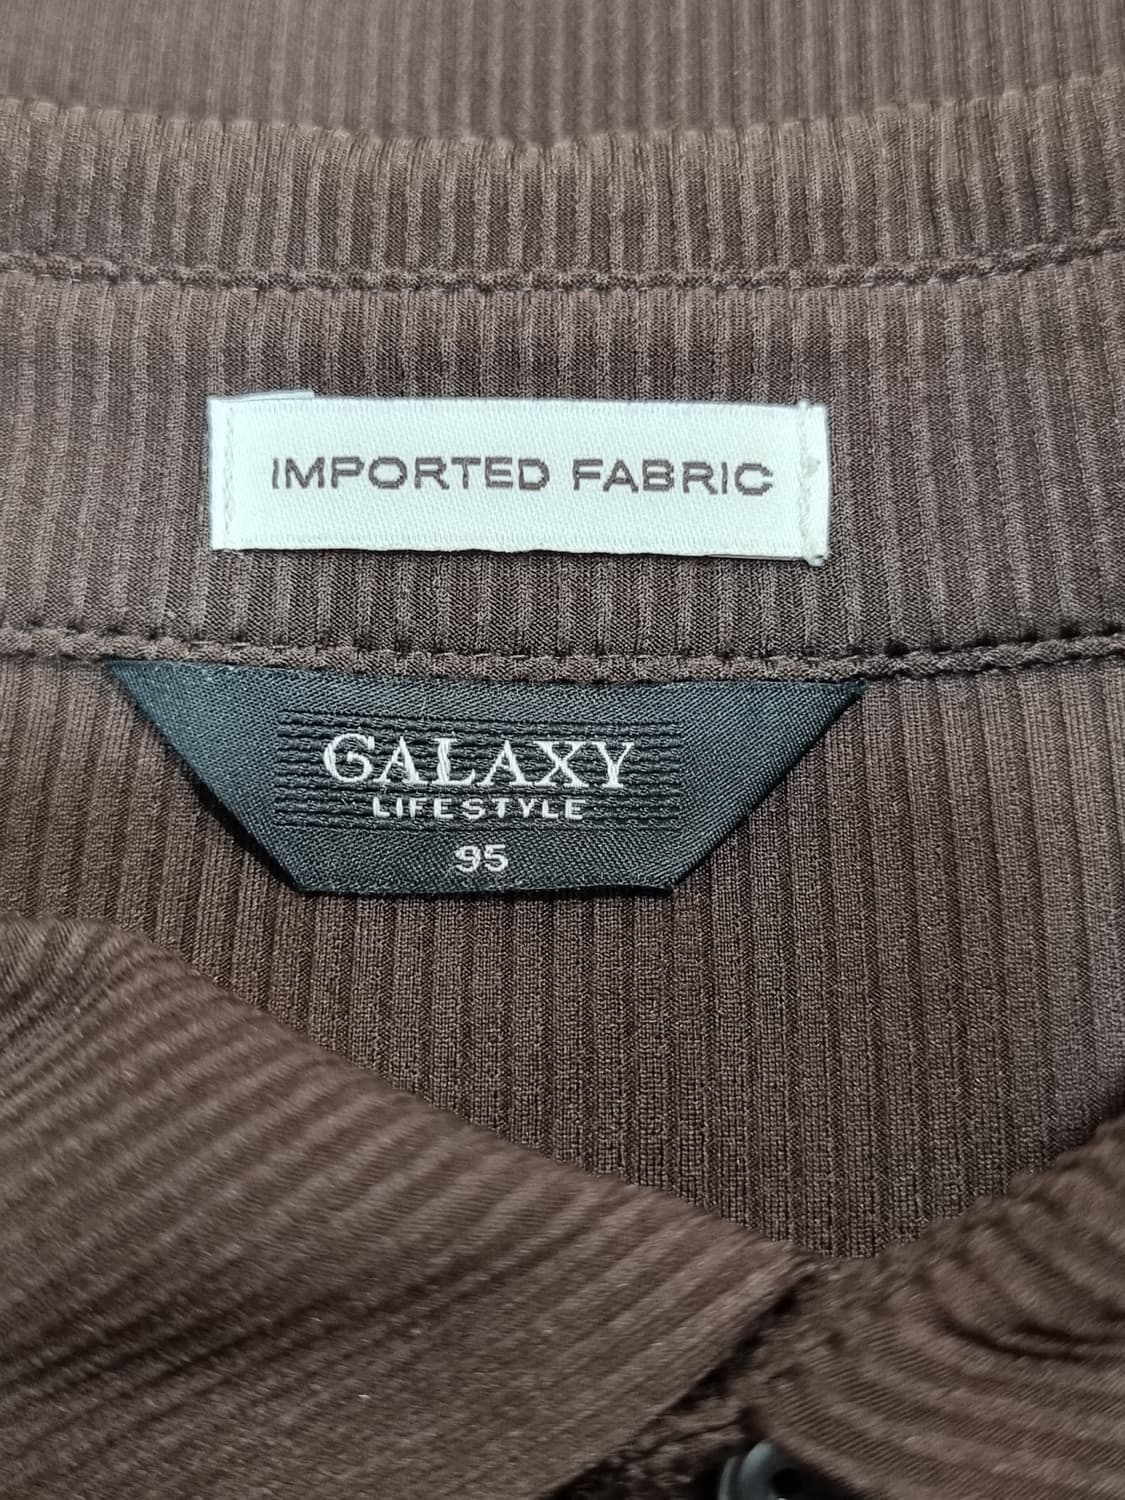 IMPORTED FABRIC
GALAXY
LIFESTYLE
95